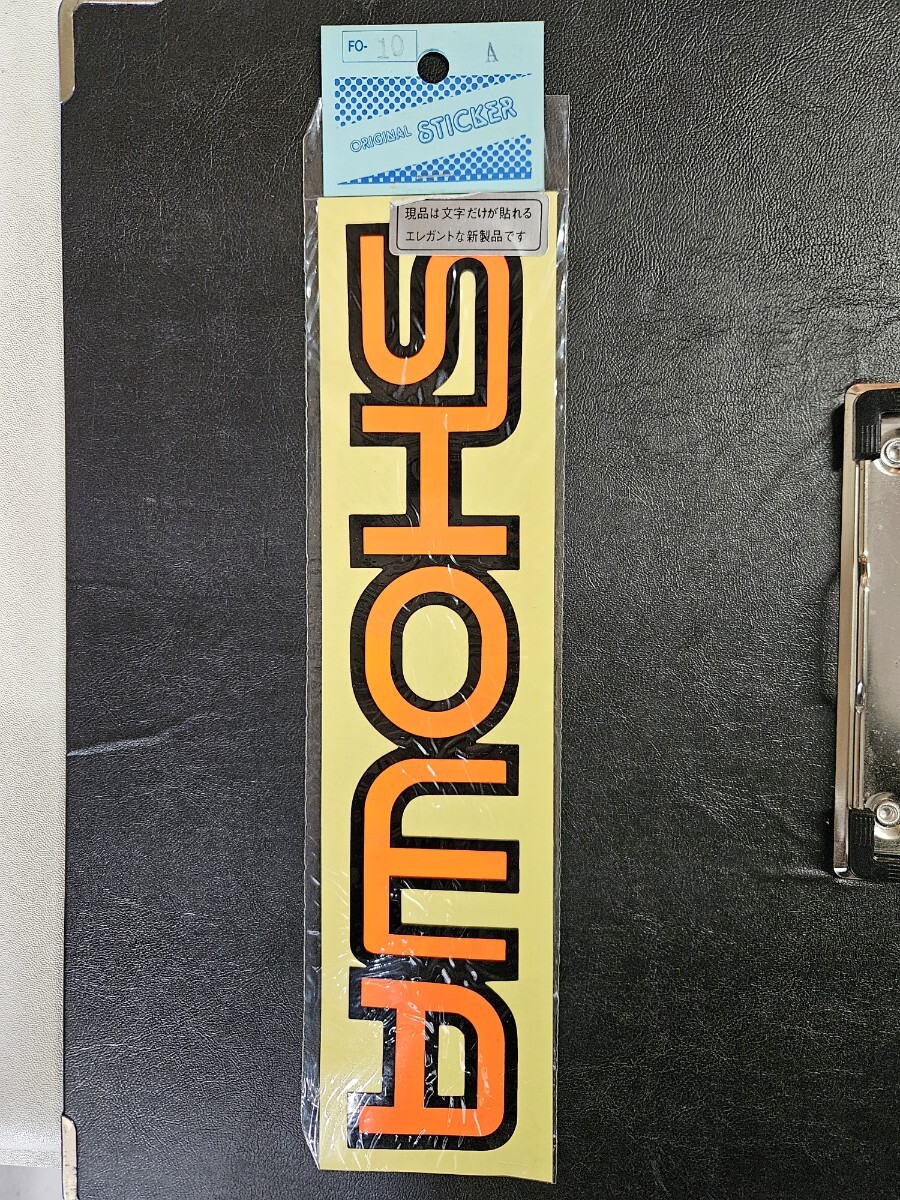 FO- 10
A
ORIGINAL STICKER
現品は文字だけが貼れる
エレガントな新製品です
SHOWA